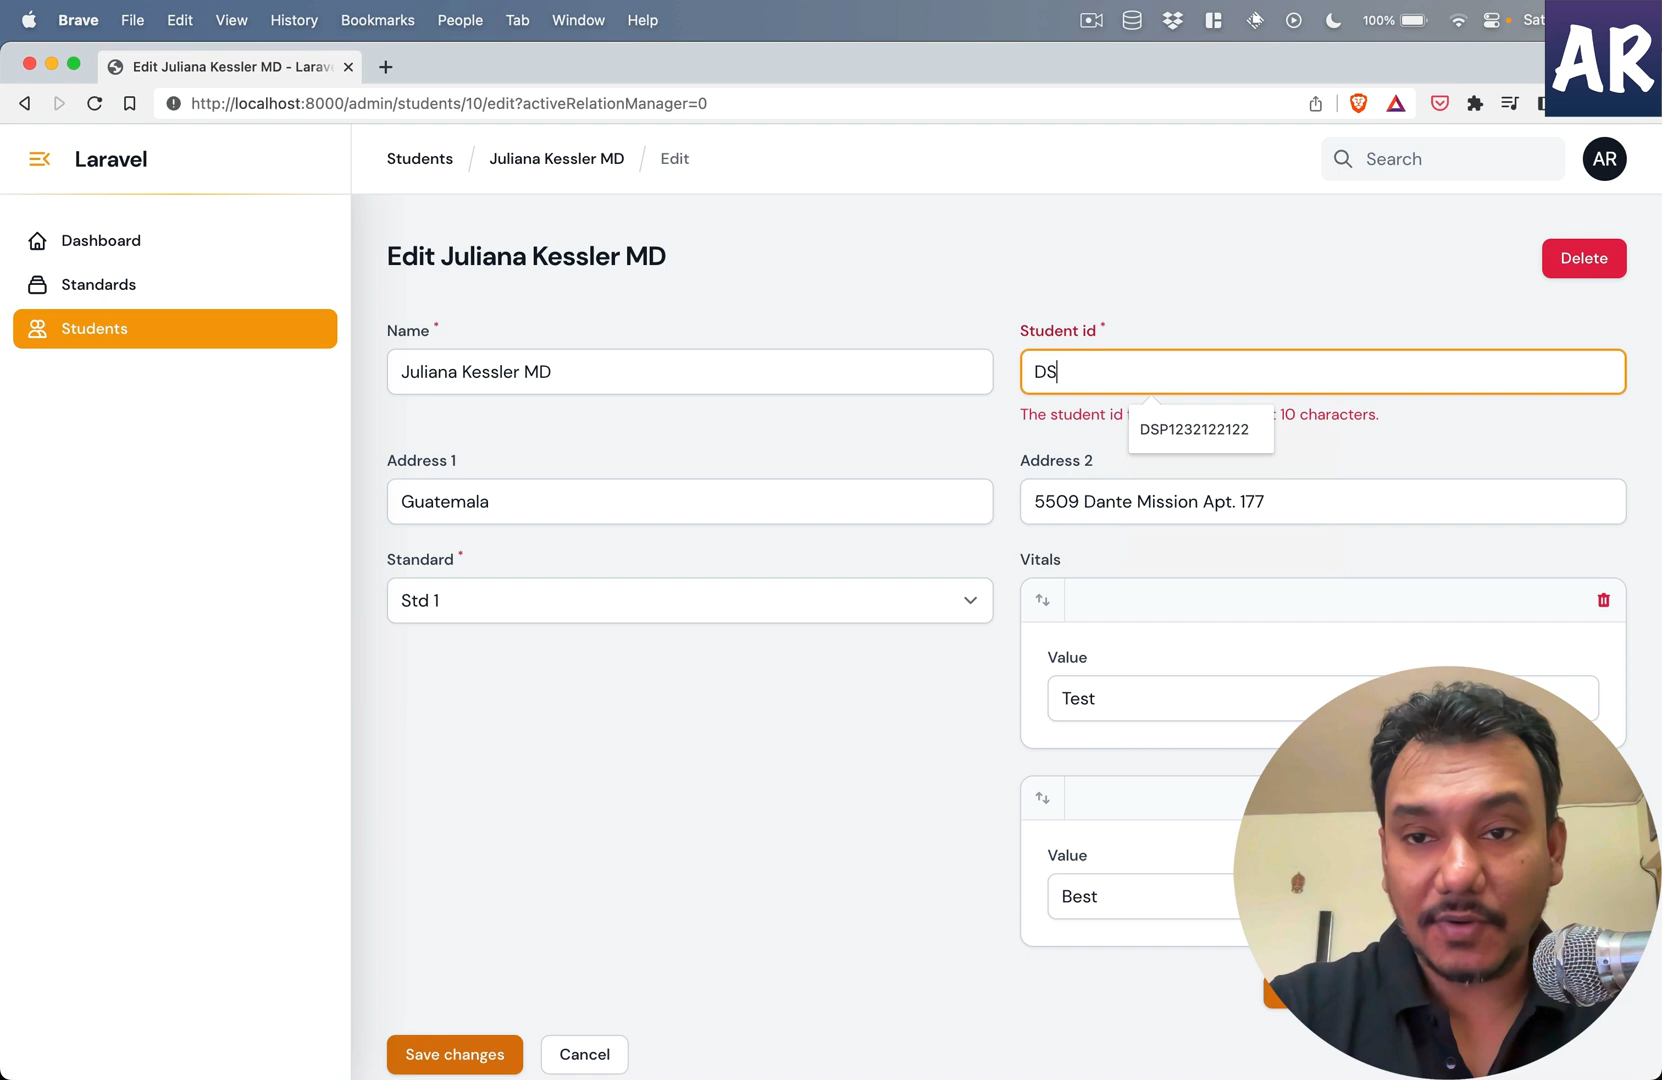 Brave File Edit View History Bookmarks People Tab Window Help 100% Sat
AR
Edit Juliana Kessler MD - Larav
http://localhost:8000/admin/students/10/edit?activeRelationManager=0
Laravel
Students / Juliana Kessler MD / Edit
Search
AR
Dashboard
Standards
Students
Edit Juliana Kessler MD
Delete
Name *
Juliana Kessler MD
Student id *
DS
The student id 10 characters.
DSP1232122122
Address 1
Guatemala
Address 2
5509 Dante Mission Apt. 177
Standard *
Std 1
Vitals
Value
Test
Value
Best
Save changes
Cancel